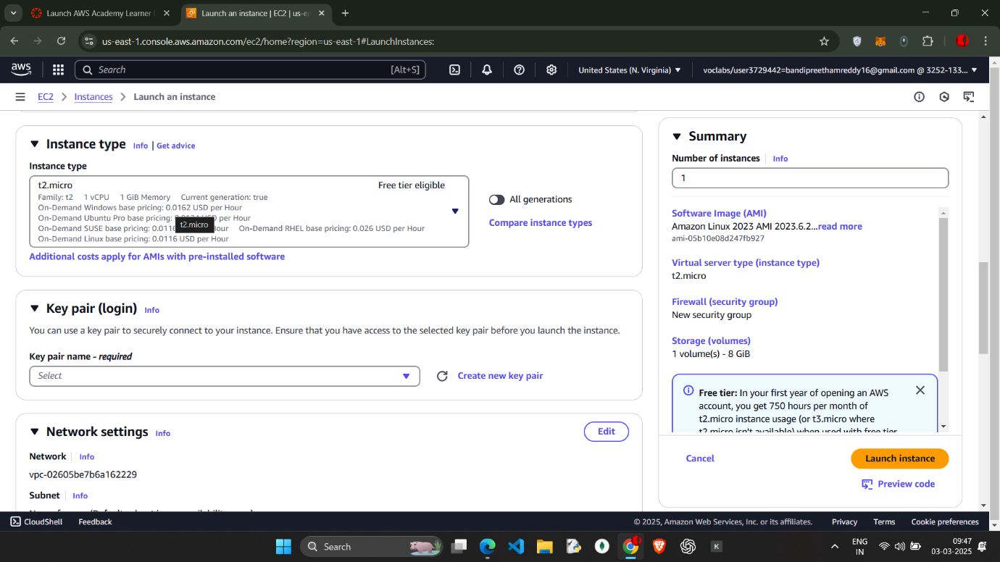 Launch AWS Academy Learner
Launch an instance | EC2 | us-ea
us-east-1.console.aws.amazon.com/ec2/home?region=us-east-1#LaunchInstances:
aws
Search
[Alt+S]
United States (N. Virginia)
voclabs/user3729442=bandipreethamreddy16@gmail.com @ 3252-133...
EC2 > Instances > Launch an instance
Instance type Info | Get advice
Instance type
t2.micro Free tier eligible
Family: t2 1 vCPU 1 GiB Memory Current generation: true
On-Demand Windows base pricing: 0.0162 USD per Hour
On-Demand Ubuntu Pro base pricing: USD per Hour
On-Demand SUSE base pricing: 0.0116 Hour On-Demand RHEL base pricing: 0.026 USD per Hour
On-Demand Linux base pricing: 0.0116 USD per Hour
t2.micro
All generations
Compare instance types
Additional costs apply for AMIs with pre-installed software
Key pair (login) Info
You can use a key pair to securely connect to your instance. Ensure that you have access to the selected key pair before you launch the instance.
Key pair name - required
Select
Create new key pair
Network settings Info
Edit
Network Info
vpc-02605be7b6a162229
Subnet Info
Summary
Number of instances Info
1
Software Image (AMI)
Amazon Linux 2023 AMI 2023.6.2...read more
ami-05b10e08d247fb927
Virtual server type (instance type)
t2.micro
Firewall (security group)
New security group
Storage (volumes)
1 volume(s) - 8 GiB
Free tier: In your first year of opening an AWS
account, you get 750 hours per month of
t2.micro instance usage (or t3.micro where
t2.micro isn't available) when used with free tier
Cancel
Launch instance
Preview code
CloudShell Feedback
© 2025, Amazon Web Services, Inc. or its affiliates. Privacy Terms Cookie preferences
Search
K
ENG
IN
09:47
03-03-2025